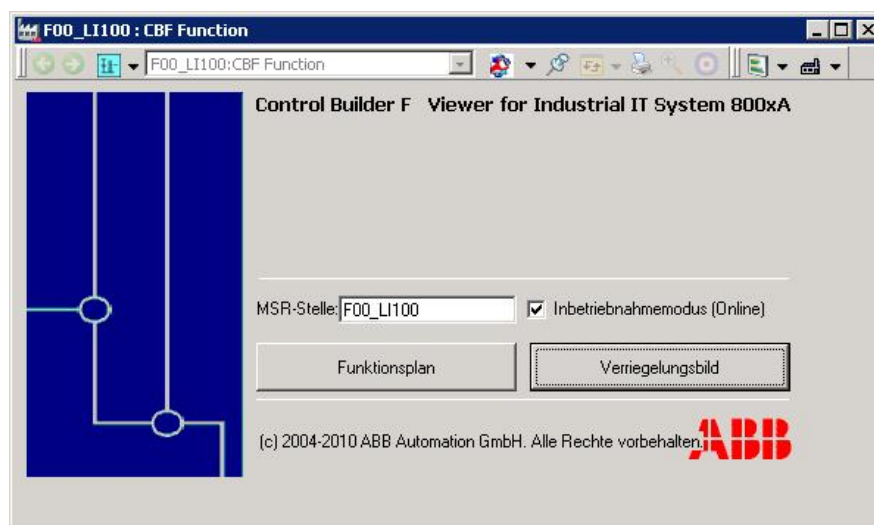 F00_LI100 : CBF Function
F00_LI100:CBF Function
Control Builder F Viewer for Industrial IT System 800xA
MSR-Stelle: F00_LI100 Inbetriebnahmemodus (Online)
Funktionsplan Verriegelungsbild
(c) 2004-2010 ABB Automation GmbH. Alle Rechte vorbehalten. ABB